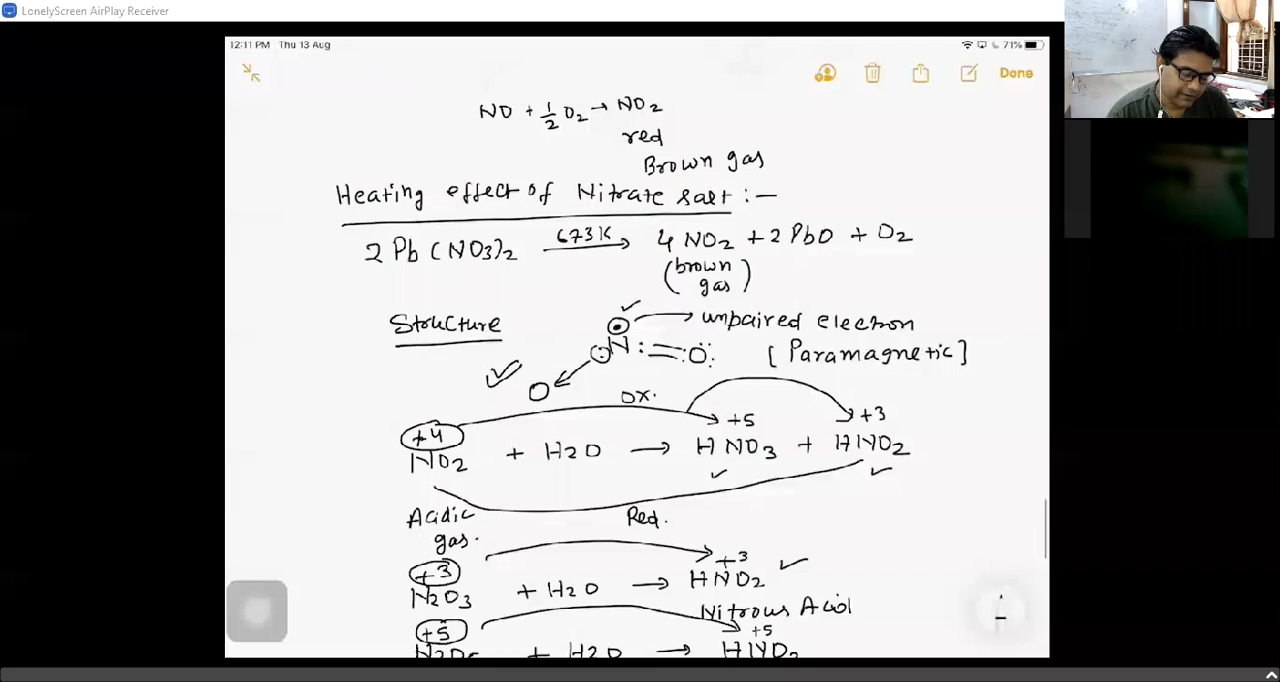 LonelyScreen AirPlay Receiver
12:11 PM Thu 13 Aug
71%
Done
NO + 1/2 O2 → NO2
red
Brown gas
Heating effect of Nitrate salt :-
2 Pb (NO3)2 673K → 4 NO2 + 2 PbO + O2
(brown gas)
Structure
N O → unpaired electron
[ Paramagnetic ]
O
ox.
+4 +5 +3
NO2 + H2O → HNO3 + HNO2
Acidic gas. Red.
+3 +3
N2O3 + H2O → HNO2
Nitrous Acid
+5 +5
+ H2O →